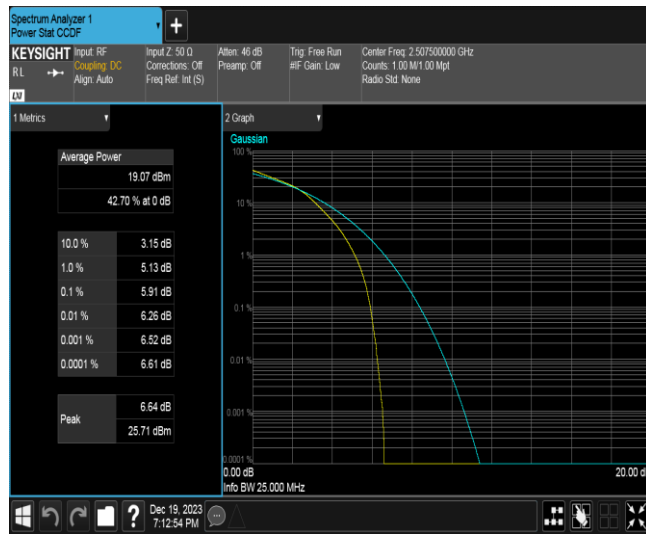 Spectrum Analyzer 1
Power Stat CCDF
+
KEYSIGHT
RL
LXI
Input: RF
Coupling: DC
Align: Auto
Input Z: 50 Ω
Corrections: Off
Freq Ref: Int (S)
Atten: 46 dB
Preamp: Off
Trig: Free Run
#IF Gain: Low
Center Freq: 2.507500000 GHz
Counts: 1.00 M/1.00 Mpt
Radio Std: None
1 Metrics
Average Power
19.07 dBm
42.70 % at 0 dB
10.0 % 3.15 dB
1.0 % 5.13 dB
0.1 % 5.91 dB
0.01 % 6.26 dB
0.001 % 6.52 dB
0.0001 % 6.61 dB
Peak
6.64 dB
25.71 dBm
2 Graph
Gaussian
100 %
10 %
1 %
0.1 %
0.01 %
0.001 %
0.0001 %
0.00 dB
20.00 d
Info BW 25.000 MHz
?
Dec 19, 2023
7:12:54 PM